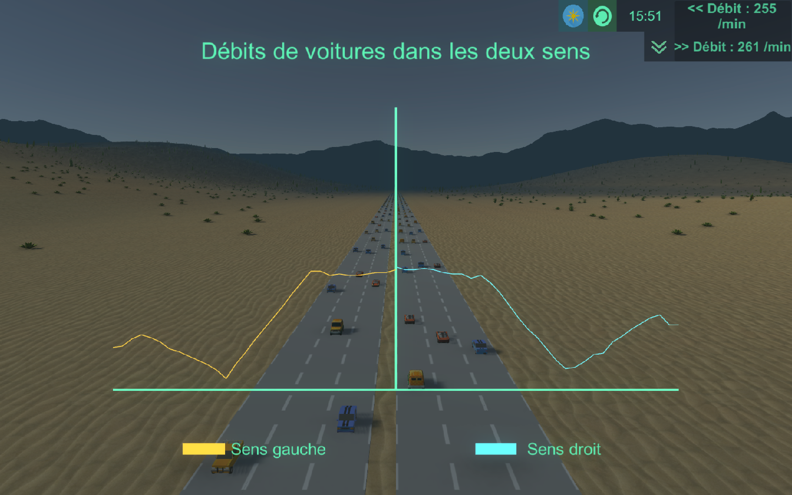 15:51
<< Débit : 255
/min
>> Débit : 261 /min
Débits de voitures dans les deux sens
Sens gauche
Sens droit